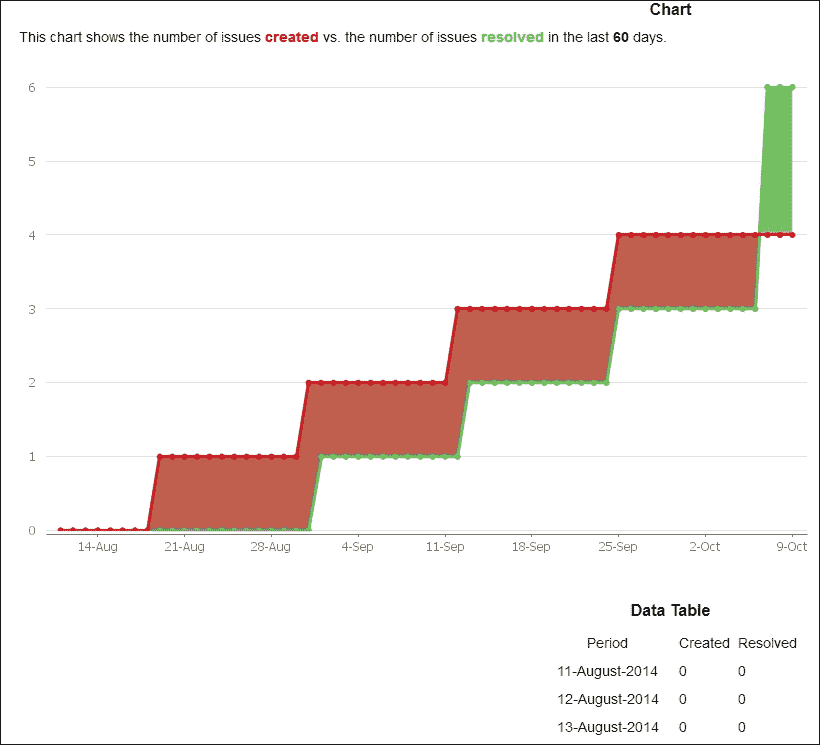 Chart
This chart shows the number of issues created vs. the number of issues resolved in the last 60 days.
6
5
4
3
2
1
0
14-Aug 21-Aug 28-Aug 4-Sep 11-Sep 18-Sep 25-Sep 2-Oct 9-Oct
Data Table
Period Created Resolved
11-August-2014 0 0
12-August-2014 0 0
13-August-2014 0 0